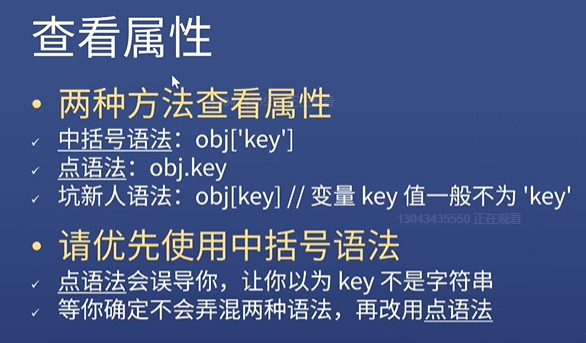 查看属性
• 两种方法查看属性
✓ 中括号语法：obj['key']
✓ 点语法：obj.key
✓ 坑新人语法：obj[key] // 变量 key 值一般不为 'key'
13043435550 正在观看
• 请优先使用中括号语法
✓ 点语法会误导你，让你以为 key 不是字符串
✓ 等你确定不会弄混两种语法，再改用点语法